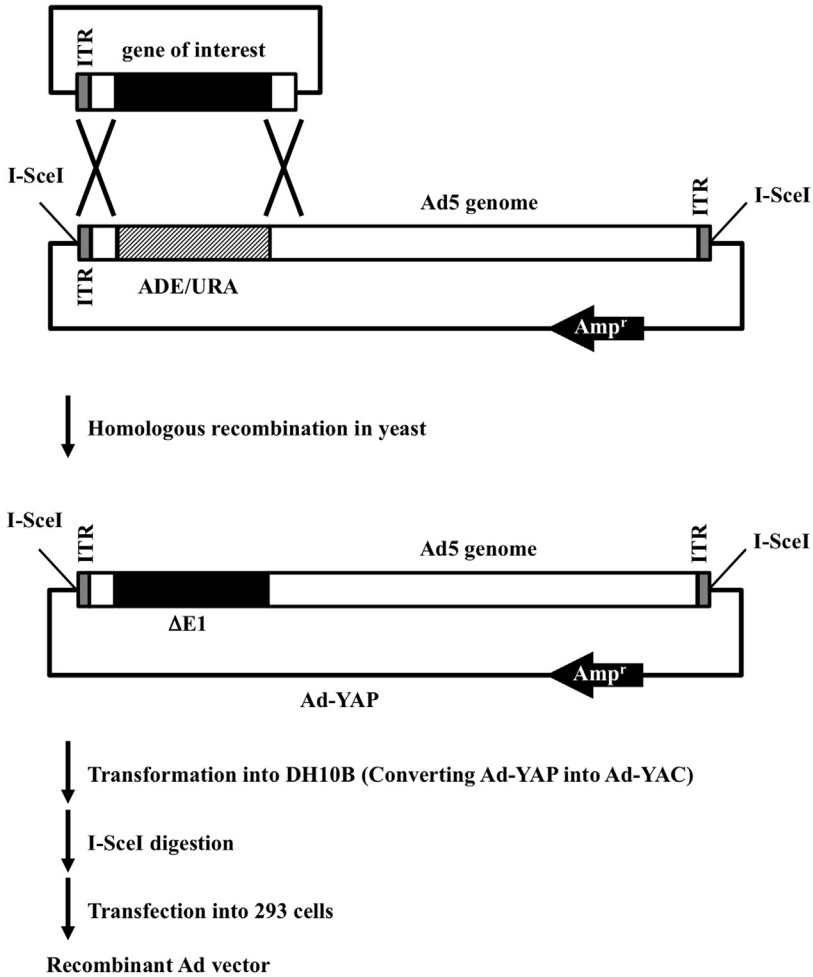 ITR
gene of interest
I-SceI
Ad5 genome
ITR
I-SceI
ITR
ADE/URA
Ampʳ
Homologous recombination in yeast
I-SceI
ITR
Ad5 genome
ITR
I-SceI
ΔE1
Ampʳ
Ad-YAP
Transformation into DH10B (Converting Ad-YAP into Ad-YAC)
I-SceI digestion
Transfection into 293 cells
Recombinant Ad vector